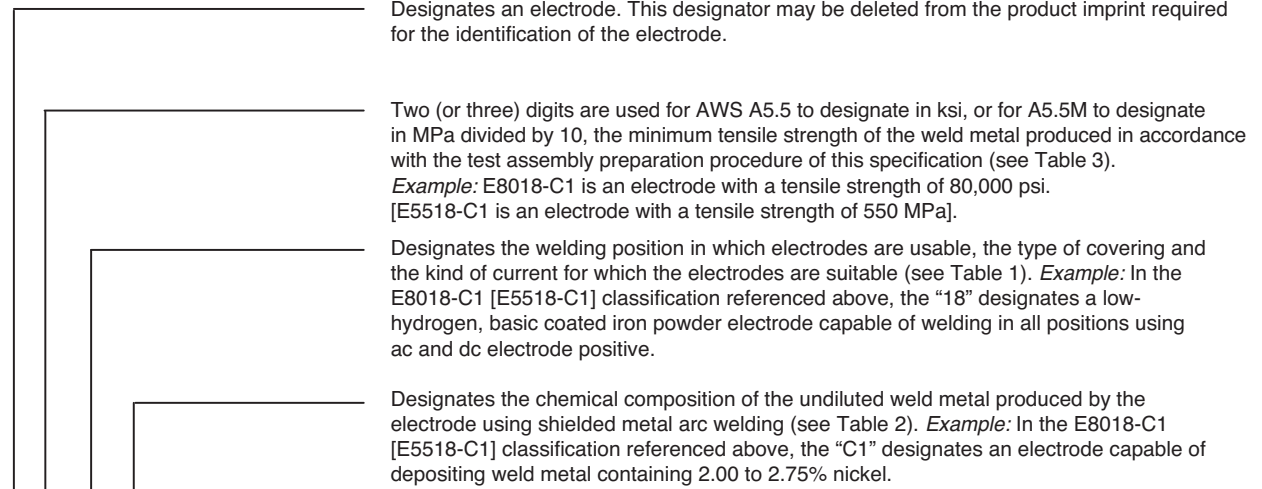 Designates an electrode. This designator may be deleted from the product imprint required
for the identification of the electrode.
Two (or three) digits are used for AWS A5.5 to designate in ksi, or for A5.5M to designate
in MPa divided by 10, the minimum tensile strength of the weld metal produced in accordance
with the test assembly preparation procedure of this specification (see Table 3).
Example: E8018-C1 is an electrode with a tensile strength of 80,000 psi.
[E5518-C1 is an electrode with a tensile strength of 550 MPa].
Designates the welding position in which electrodes are usable, the type of covering and
the kind of current for which the electrodes are suitable (see Table 1). Example: In the
E8018-C1 [E5518-C1] classification referenced above, the “18” designates a low-
hydrogen, basic coated iron powder electrode capable of welding in all positions using
ac and dc electrode positive.
Designates the chemical composition of the undiluted weld metal produced by the
electrode using shielded metal arc welding (see Table 2). Example: In the E8018-C1
[E5518-C1] classification referenced above, the “C1” designates an electrode capable of
depositing weld metal containing 2.00 to 2.75% nickel.